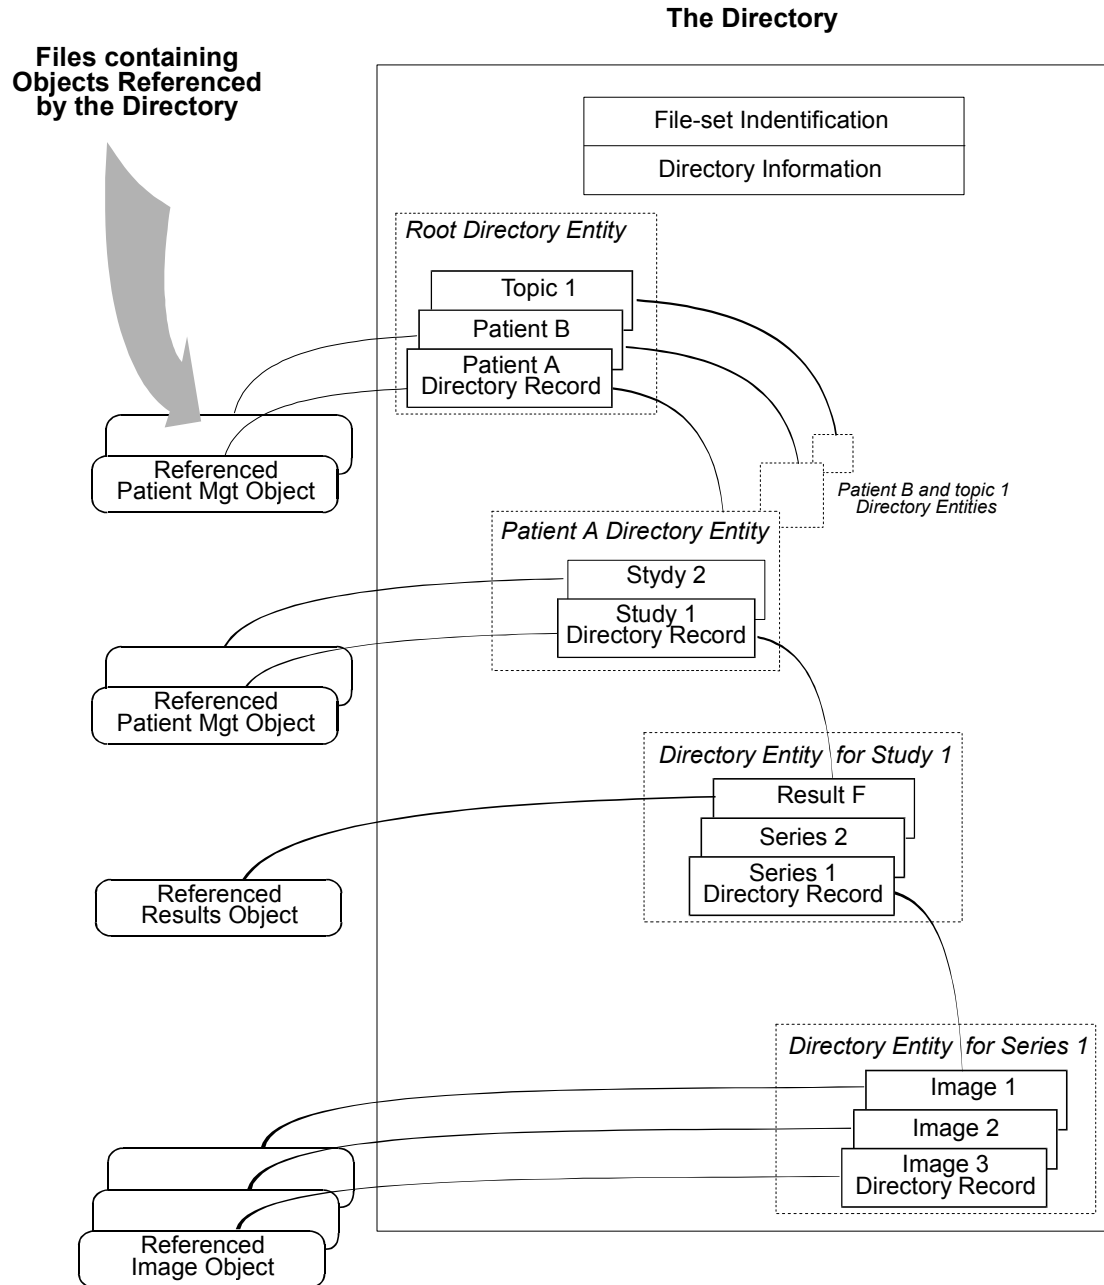 The Directory
Files containing
Objects Referenced
by the Directory
File-set Indentification
Directory Information
Root Directory Entity
Topic 1
Patient B
Patient A
Directory Record
Referenced
Patient Mgt Object
Patient B and topic 1
Directory Entities
Patient A Directory Entity
Stydy 2
Study 1
Directory Record
Referenced
Patient Mgt Object
Directory Entity for Study 1
Result F
Series 2
Series 1
Directory Record
Referenced
Results Object
Directory Entity for Series 1
Image 1
Image 2
Image 3
Directory Record
Referenced
Image Object